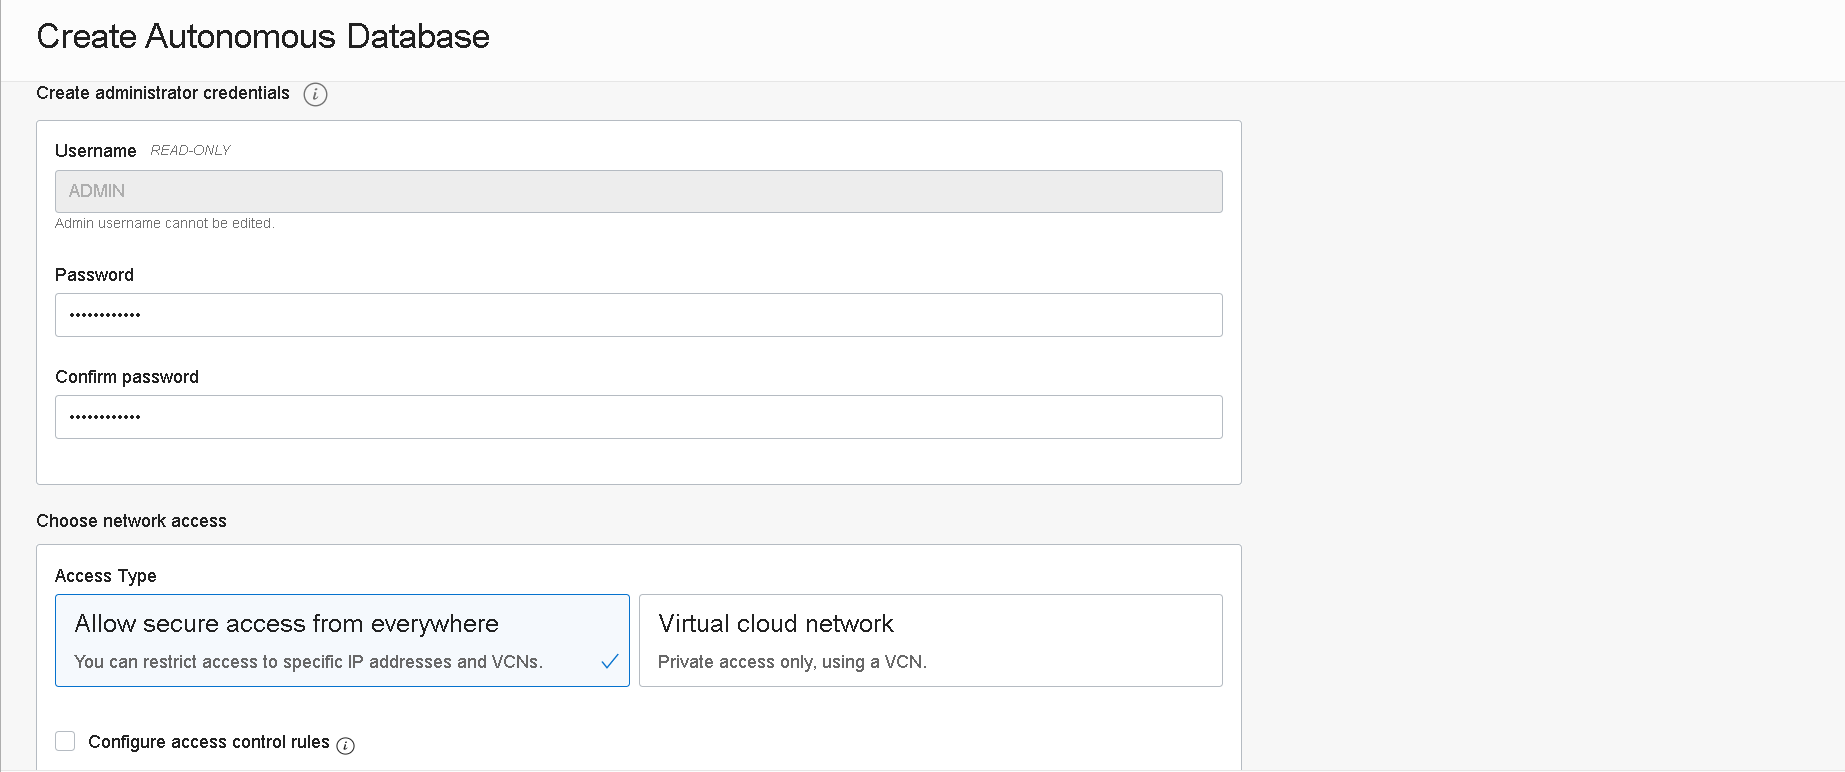 Create Autonomous Database
Create administrator credentials i
Username READ-ONLY
ADMIN
Admin username cannot be edited.
Password
••••••••••••
Confirm password
••••••••••••
Choose network access
Access Type
Allow secure access from everywhere
You can restrict access to specific IP addresses and VCNs.
Virtual cloud network
Private access only, using a VCN.
Configure access control rules i